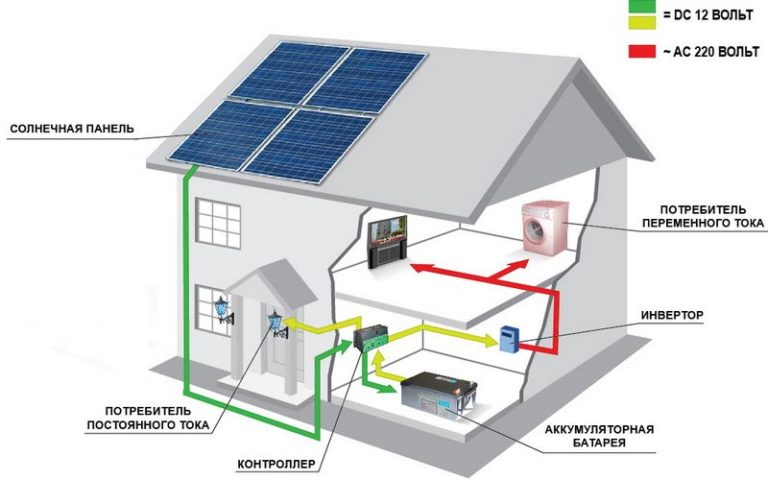 = DC 12 ВОЛЬТ
~ AC 220 ВОЛЬТ
СОЛНЕЧНАЯ ПАНЕЛЬ
ПОТРЕБИТЕЛЬ
ПЕРЕМЕННОГО ТОКА
ИНВЕРТОР
ПОТРЕБИТЕЛЬ
ПОСТОЯННОГО ТОКА
АККУМУЛЯТОРНАЯ
БАТАРЕЯ
КОНТРОЛЛЕР